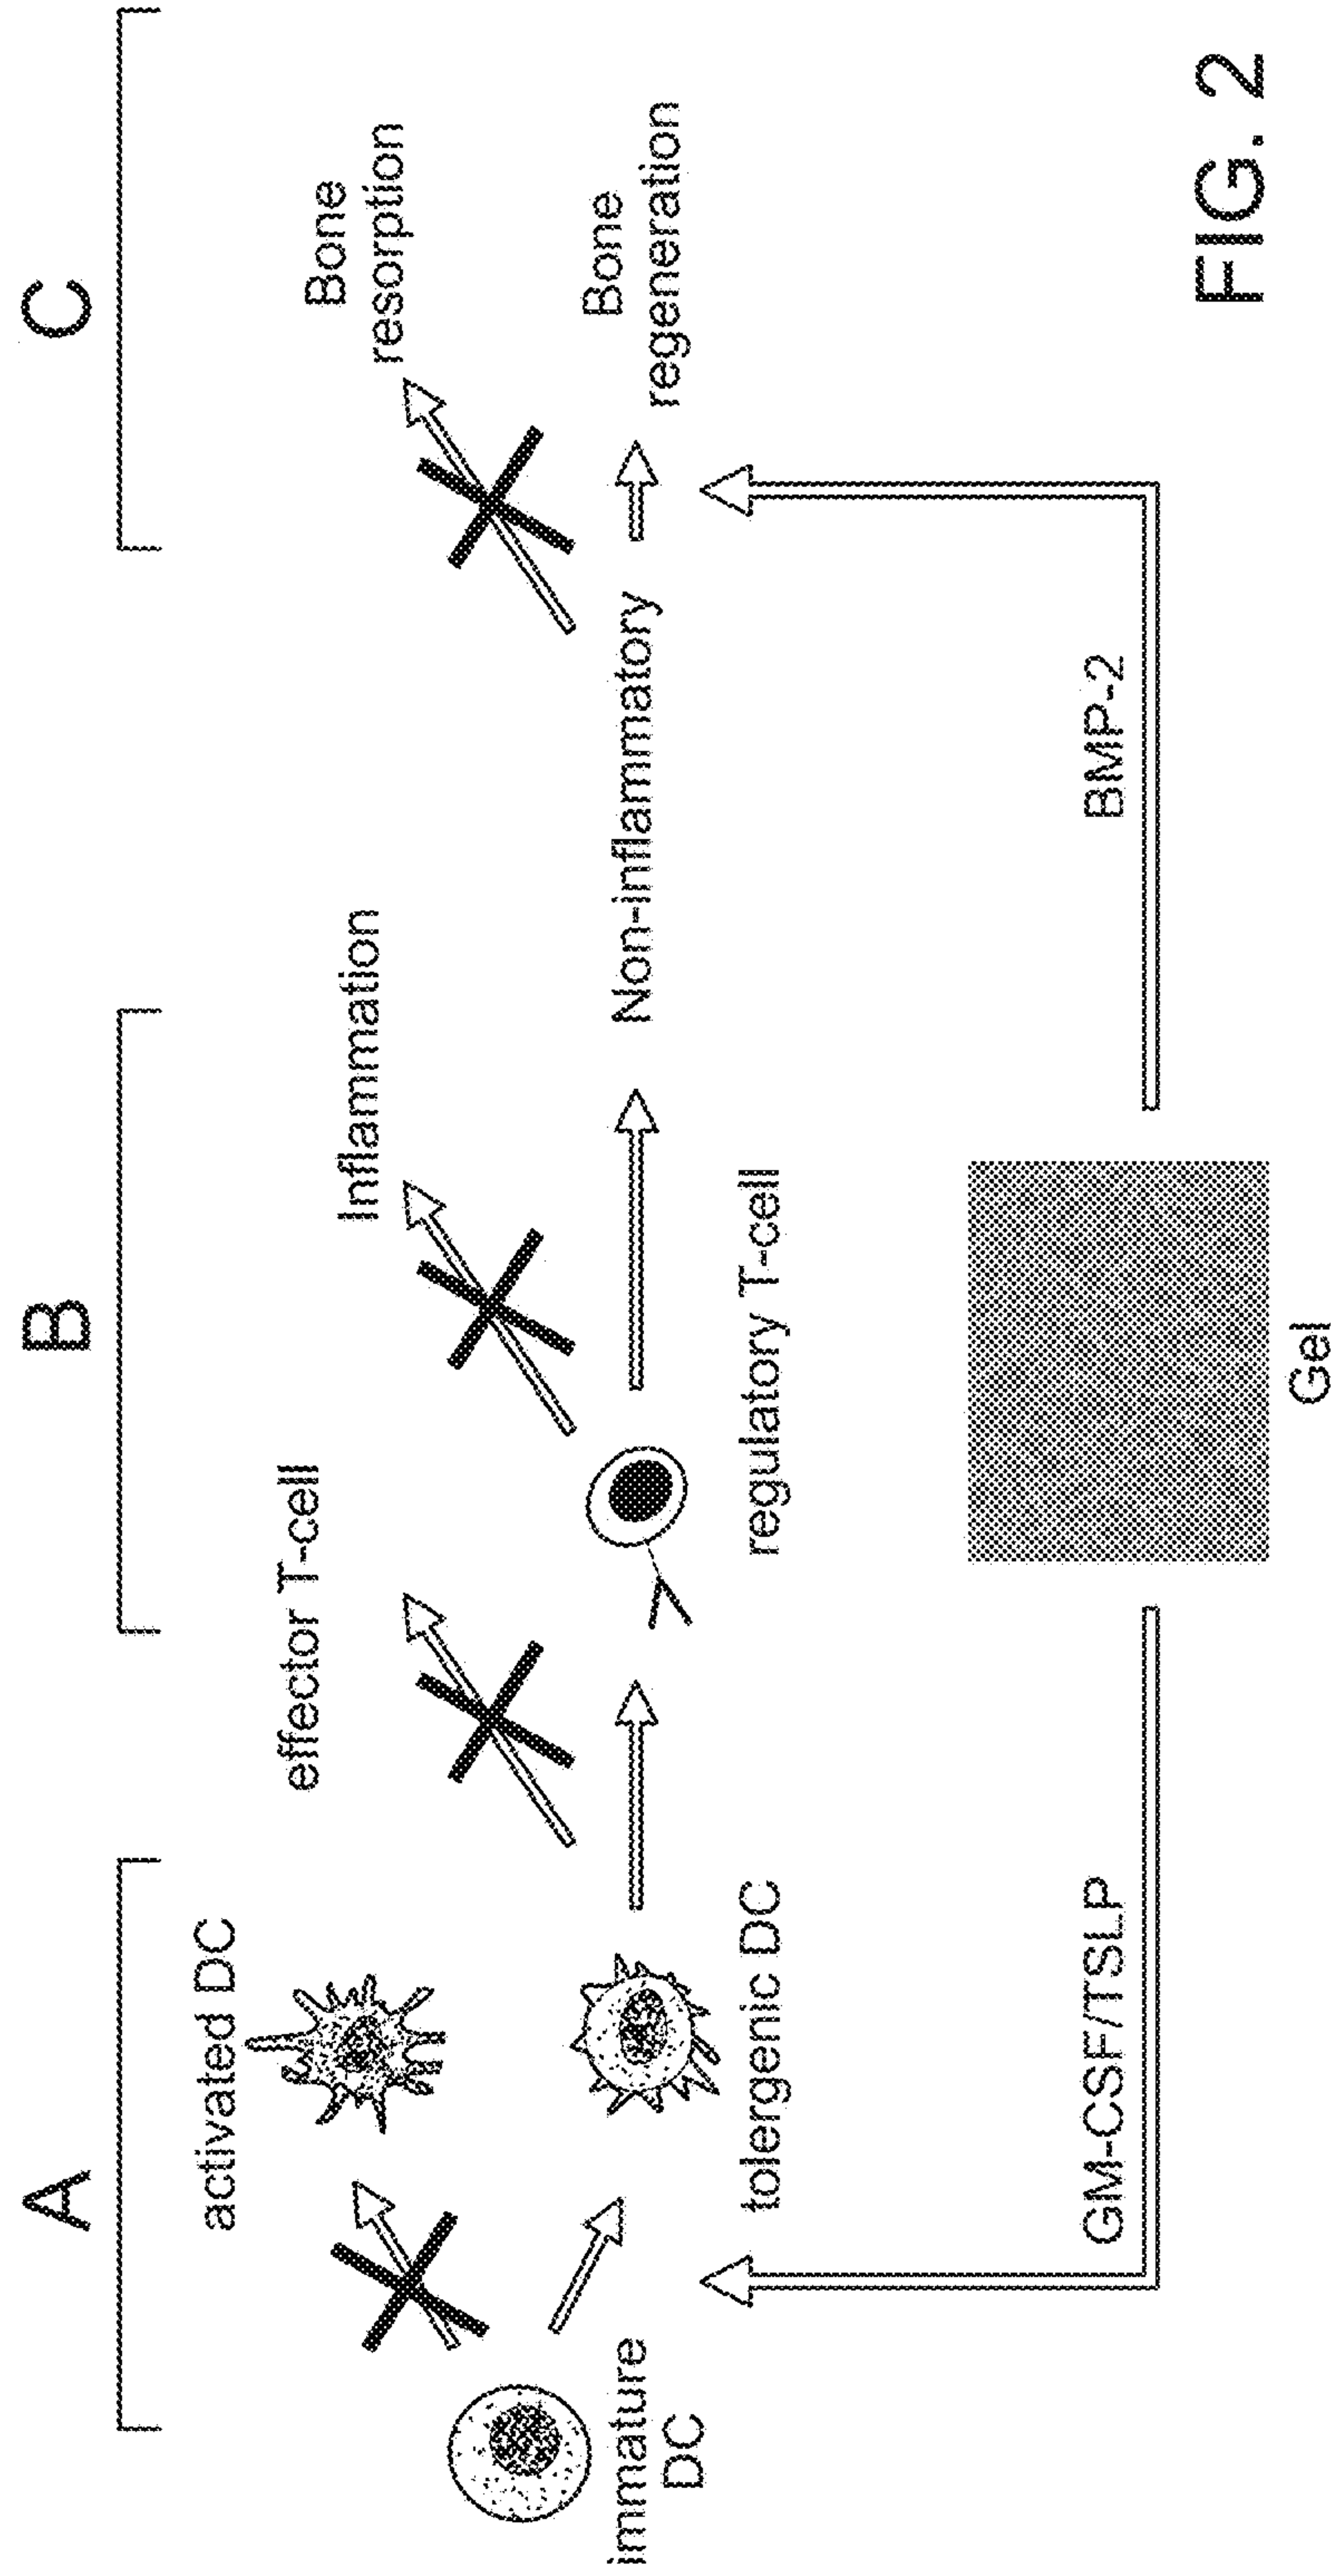 A
B
C
activated DC
effector T-cell
Inflammation
Bone
resorption
immature
DC
tolergenic DC
regulatory T-cell
Non-inflammatory
Bone
regeneration
GM-CSF/TSLP
BMP-2
Gel
FIG. 2